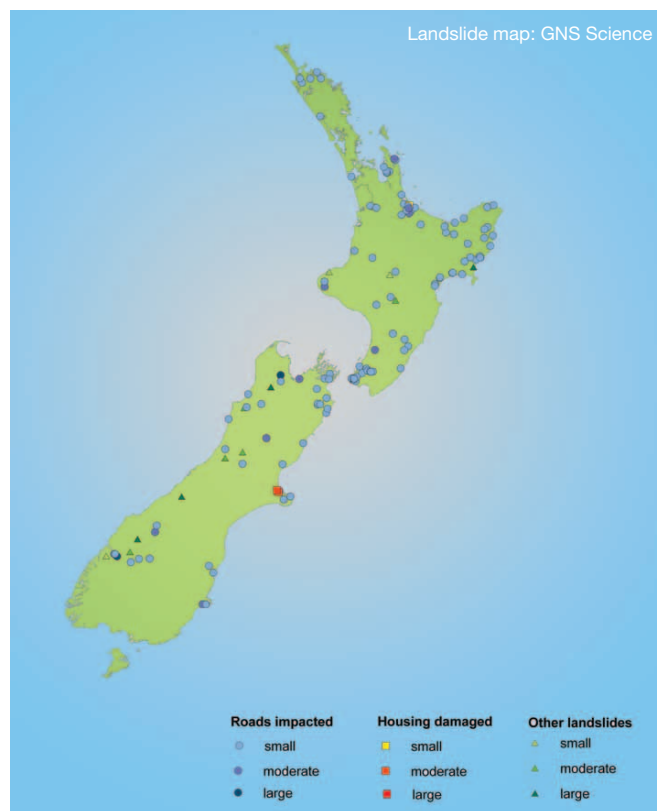 Landslide map: GNS Science
Roads impacted
small
moderate
large
Housing damaged
small
moderate
large
Other landslides
small
moderate
large